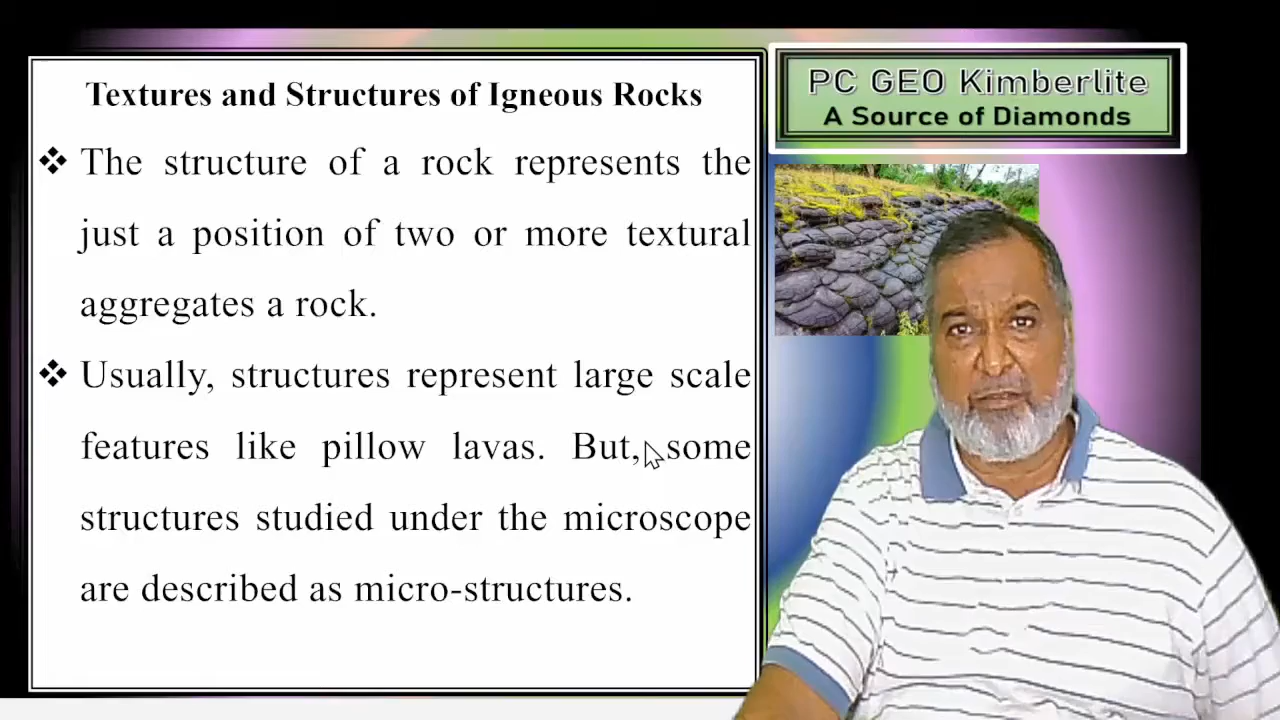 Textures and Structures of Igneous Rocks
❖ The structure of a rock represents the
just a position of two or more textural
aggregates a rock.
❖ Usually, structures represent large scale
features like pillow lavas. But, some
structures studied under the microscope
are described as micro-structures.
PC GEO Kimberlite
A Source of Diamonds